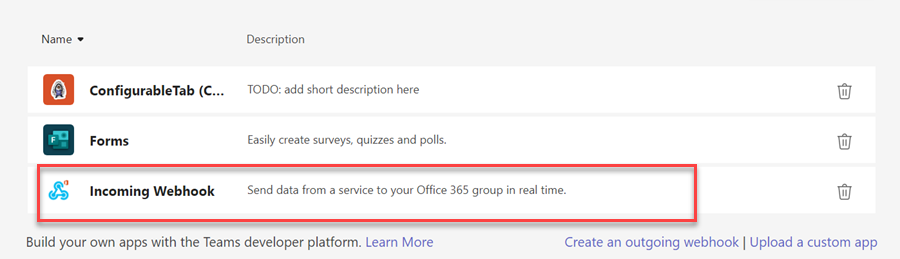 Name Description
ConfigurableTab (C... TODO: add short description here
Forms Easily create surveys, quizzes and polls.
Incoming Webhook Send data from a service to your Office 365 group in real time.
Build your own apps with the Teams developer platform. Learn More Create an outgoing webhook | Upload a custom app